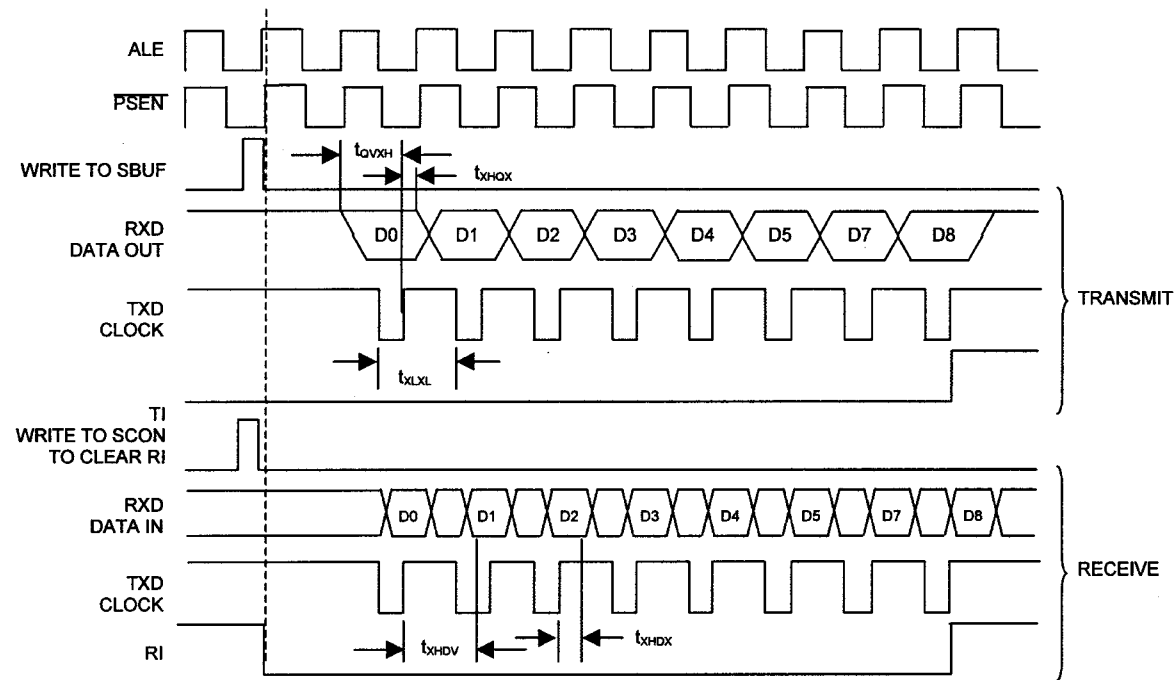 ALE
PSEN
WRITE TO SBUF
tQVXH
tXHQX
RXD
DATA OUT
D0 D1 D2 D3 D4 D5 D7 D8
TXD
CLOCK
TRANSMIT
tXLXL
TI
WRITE TO SCON
TO CLEAR RI
RXD
DATA IN
D0 D1 D2 D3 D4 D5 D7 D8
TXD
CLOCK
RECEIVE
RI
tXHDV
tXHDX